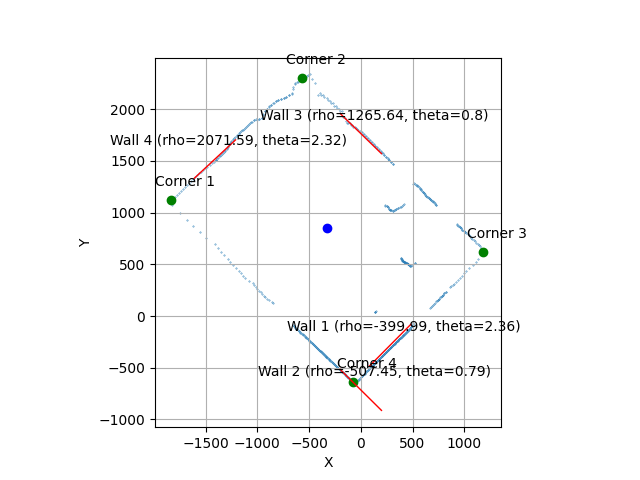 Corner 2
2000
Wall 3 (rho=1265.64, theta=0.8)
Wall 4 (rho=2071.59, theta=2.32)
1500
Corner 1
1000
Corner 3
Y
500
0
Wall 1 (rho=-399.99, theta=2.36)
Corner 4
−500
Wall 2 (rho=-507.45, theta=0.79)
−1000
−1500 −1000 −500 0 500 1000
X